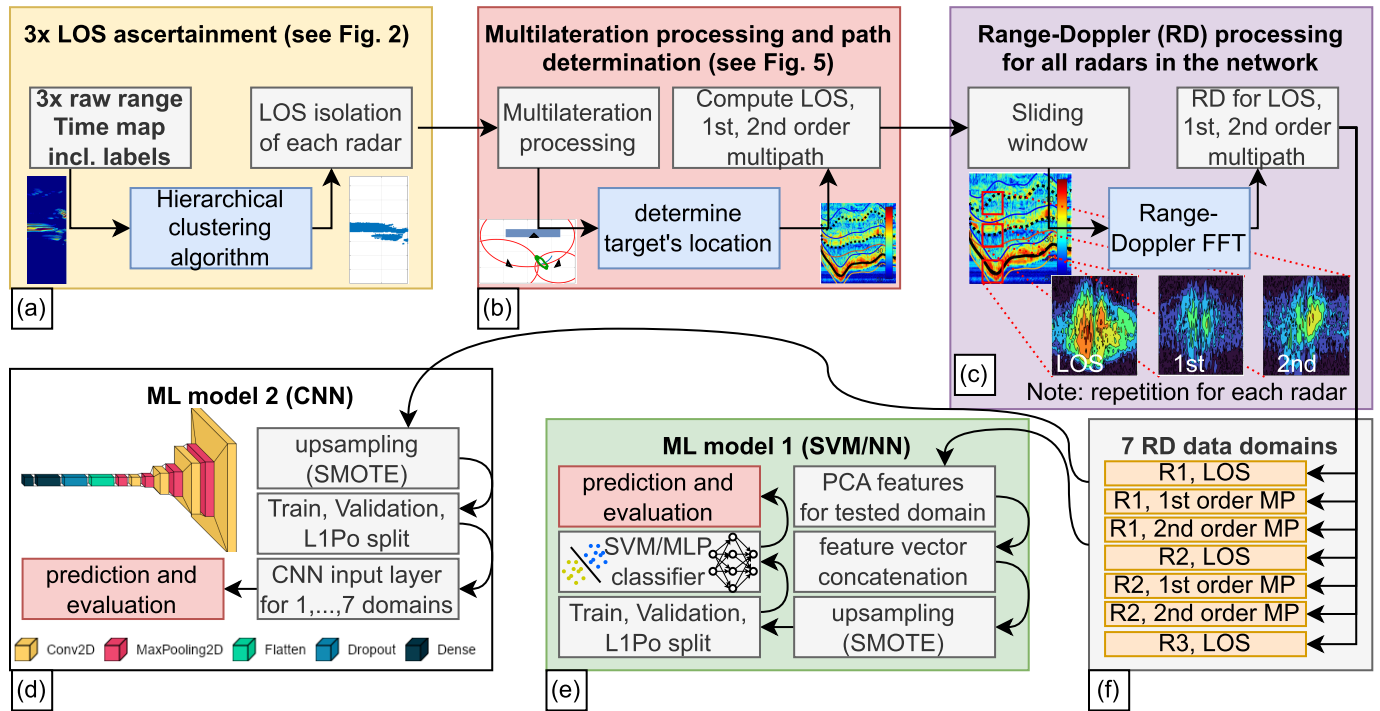 3x LOS ascertainment (see Fig. 2)
3x raw range
Time map
incl. labels
LOS isolation
of each radar
Hierarchical
clustering
algorithm
(a)
Multilateration processing and path
determination (see Fig. 5)
Multilateration
processing
Compute LOS,
1st, 2nd order
multipath
determine
target's location
(b)
Range-Doppler (RD) processing
for all radars in the network
Sliding
window
RD for LOS,
1st, 2nd order
multipath
Range-
Doppler FFT
LOS
1st
2nd
(c)
Note: repetition for each radar
ML model 2 (CNN)
upsampling
(SMOTE)
Train, Validation,
L1Po split
CNN input layer
for 1,...,7 domains
prediction and
evaluation
Conv2D
MaxPooling2D
Flatten
Dropout
Dense
(d)
ML model 1 (SVM/NN)
prediction and
evaluation
PCA features
for tested domain
SVM/MLP
classifier
feature vector
concatenation
Train, Validation,
L1Po split
upsampling
(SMOTE)
(e)
7 RD data domains
R1, LOS
R1, 1st order MP
R1, 2nd order MP
R2, LOS
R2, 1st order MP
R2, 2nd order MP
R3, LOS
(f)